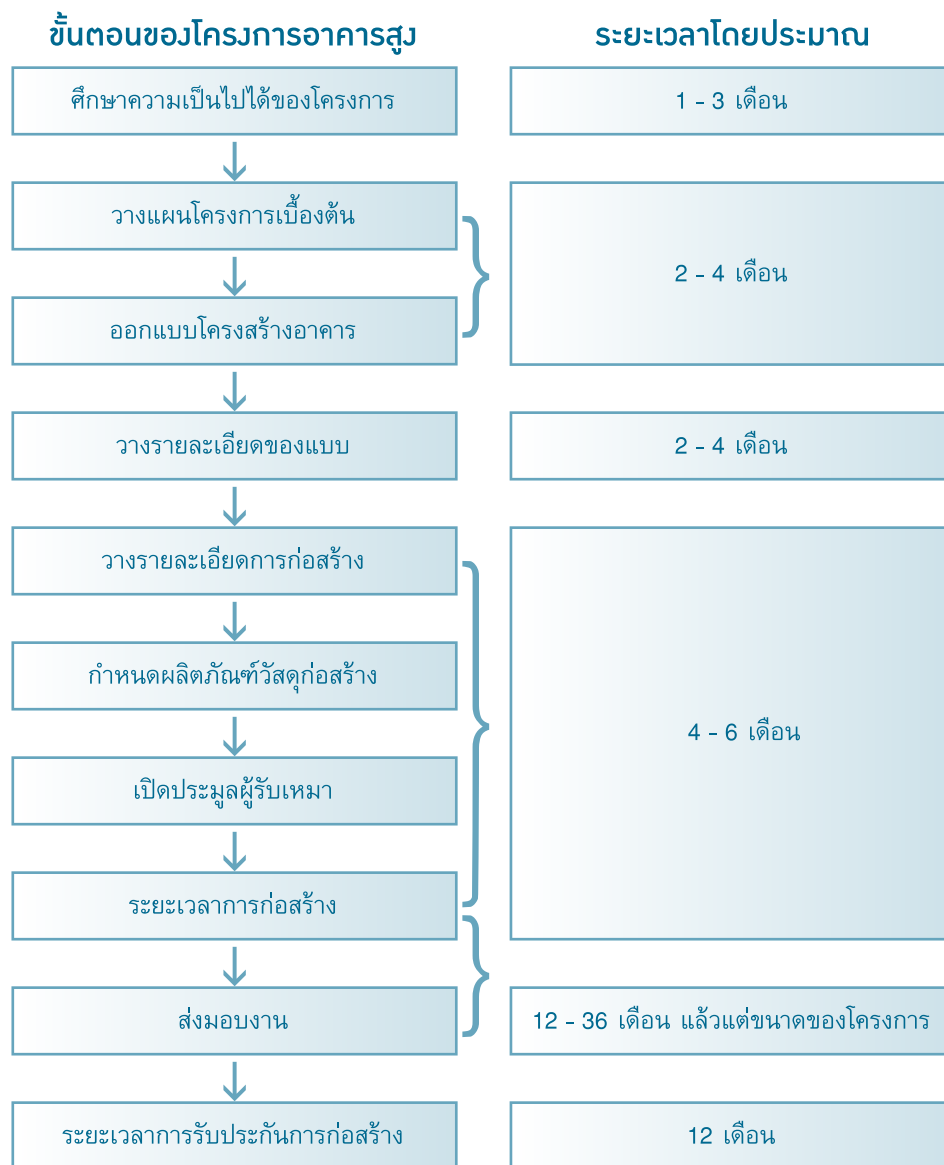 ขั้นตอนของโครงการอาคารสูง
ระยะเวลาโดยประมาณ
ศึกษาความเป็นไปได้ของโครงการ
1 - 3 เดือน
วางแผนโครงการเบื้องต้น
2 - 4 เดือน
ออกแบบโครงสร้างอาคาร
วางรายละเอียดของแบบ
2 - 4 เดือน
วางรายละเอียดการก่อสร้าง
กำหนดผลิตภัณฑ์วัสดุก่อสร้าง
4 - 6 เดือน
เปิดประมูลผู้รับเหมา
ระยะเวลาการก่อสร้าง
ส่งมอบงาน
12 - 36 เดือน แล้วแต่ขนาดของโครงการ
ระยะเวลาการรับประกันการก่อสร้าง
12 เดือน